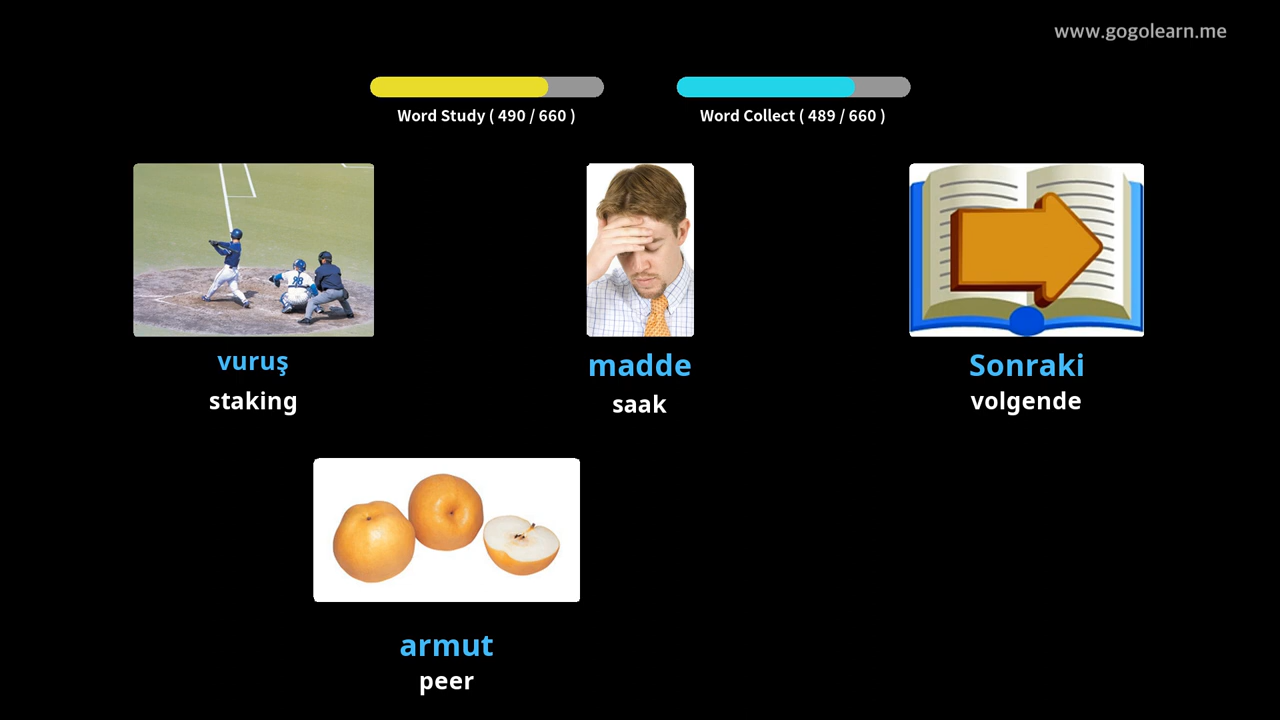 www.gogolearn.me
Word Study ( 490 / 660 )
Word Collect ( 489 / 660 )
vuruş
staking
madde
saak
Sonraki
volgende
armut
peer